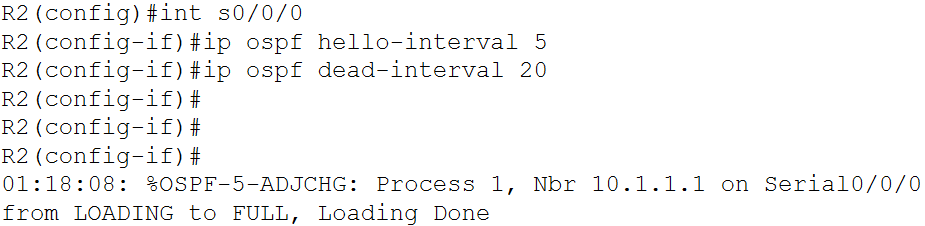 R2(config)#int s0/0/0
R2(config-if)#ip ospf hello-interval 5
R2(config-if)#ip ospf dead-interval 20
R2(config-if)#
R2(config-if)#
R2(config-if)#
01:18:08: %OSPF-5-ADJCHG: Process 1, Nbr 10.1.1.1 on Serial0/0/0
from LOADING to FULL, Loading Done